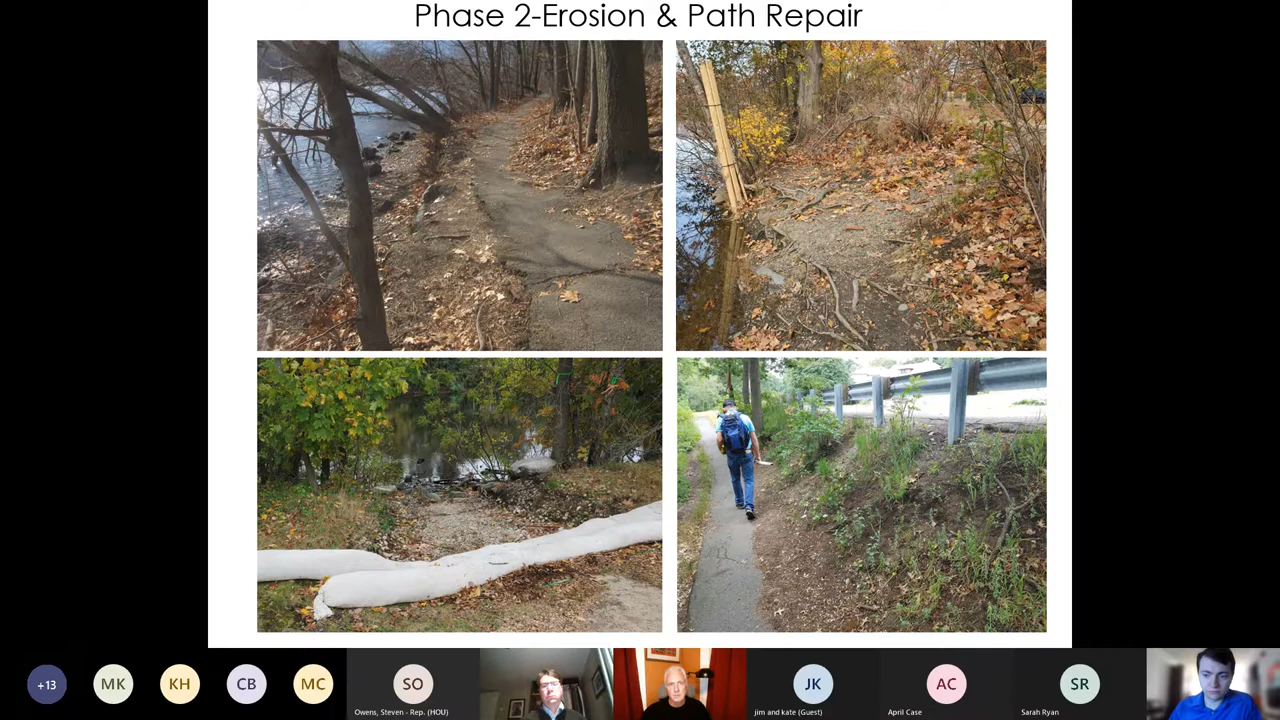 Phase 2-Erosion & Path Repair
+13
MK
KH
CB
MC
SO
Owens, Steven - Rep. (HOU)
JK
jim and kate (Guest)
AC
April Case
SR
Sarah Ryan